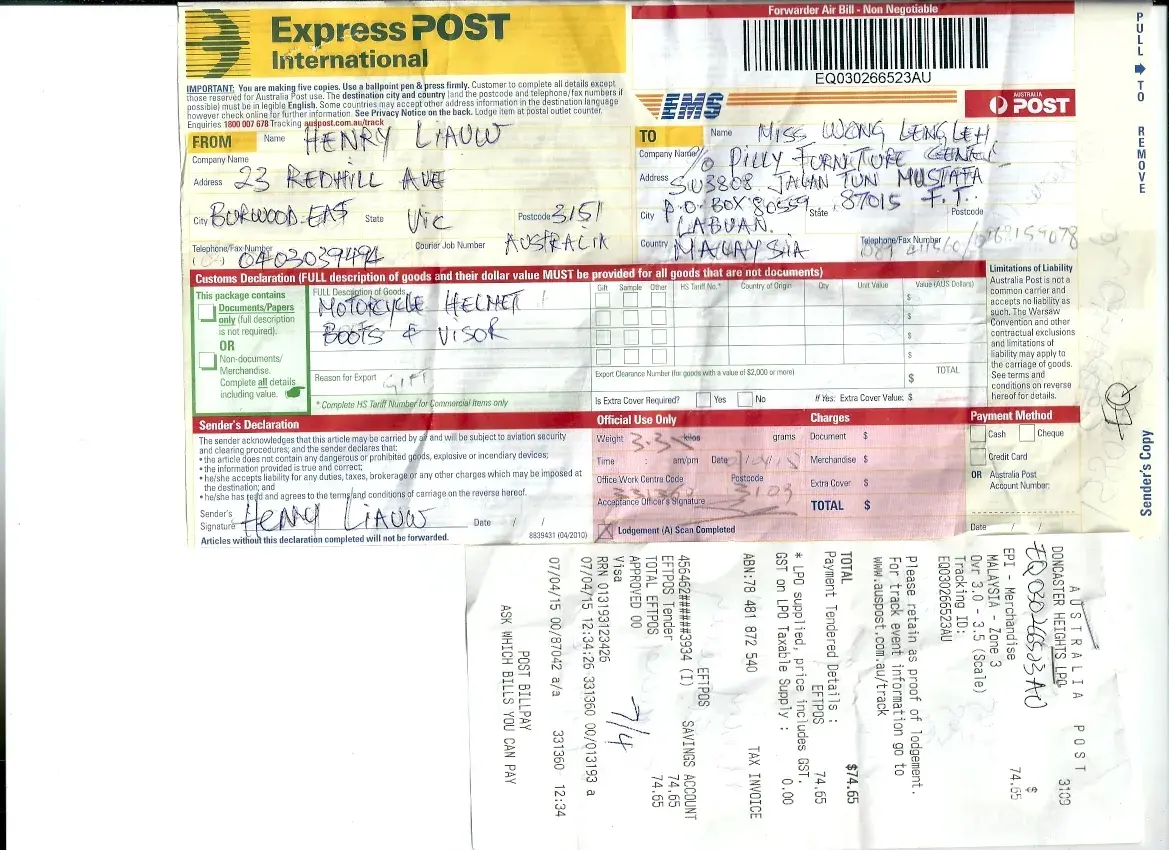 Express POST
International
IMPORTANT: You are making five copies. Use a ballpoint pen & press firmly. Customer to complete all details except
those reserved for Australia Post use. The destination city and country (and the postcode and telephone/fax numbers if
possible) must be in legible English. Some countries may accept other address information in the destination language
however check online for further information. See Privacy Notice on the back. Lodge item at postal outlet counter.
Enquiries 1800 007 678 Tracking auspost.com.au/track
Forwarder Air Bill - Non Negotiable
EQ030266523AU
EMS
AUSTRALIA
POST
PULL TO REMOVE
FROM
Name HENRY LIAUW
Company Name
Address 23 REDHILL AVE
City BURWOOD EAST State VIC Postcode 3151
Telephone/Fax Number 0403039494 Courier Job Number AUSTRALIA
TO
Name MISS WONG LENG LEH
Company Name C/O PILLY FURNITURE
Address SW3808 JALAN TUN MUSTAFA
City P.O. BOX 80559 State 87015 F.T. Postcode
LABUAN.
Country MALAYSIA Telephone/Fax Number
Customs Declaration (FULL description of goods and their dollar value MUST be provided for all goods that are not documents)
This package contains
Documents/Papers
only (full description
is not required).
OR
Non-documents/
Merchandise.
Complete all details
including value.
FULL Description of Goods Gift Sample Other HS Tariff No.* Country of Origin Qty Unit Value Value (AUS Dollars)
MOTORCYCLE HELMET $
BOOTS & VISOR $
$
$
Reason for Export GIFT Export Clearance Number (for goods with a value of $2,000 or more) TOTAL
$
* Complete HS Tariff Number for Commercial Items only Is Extra Cover Required? Yes No If Yes: Extra Cover Value: $
Limitations of Liability
Australia Post is not a
common carrier and
accepts no liability as
such. The Warsaw
Convention and other
contractual exclusions
and limitations of
liability may apply to
the carriage of goods.
See terms and
conditions on reverse
hereof for details.
Sender's Declaration
The sender acknowledges that this article may be carried by air and will be subject to aviation security
and clearing procedures; and the sender declares that:
• the article does not contain any dangerous or prohibited goods, explosive or incendiary devices;
• the information provided is true and correct;
• he/she accepts liability for any duties, taxes, brokerage or any other charges which may be imposed at
the destination; and
• he/she has read and agrees to the terms and conditions of carriage on the reverse hereof.
Sender's
Signature HENRY LIAUW Date / /
Articles without this declaration completed will not be forwarded.
8839431 (04/2010)
Official Use Only
Weight kilos grams
Time : am/pm Date
Office Work Centre Code Postcode
331360 3109
Acceptance Officer's Signature
Lodgement (A) Scan Completed
Charges
Document $
Merchandise $
Extra Cover $
TOTAL $
Payment Method
Cash Cheque
Credit Card
OR Australia Post
Account Number:
Date / /
Sender's Copy
AUSTRALIA POST
DONCASTER HEIGHTS LPO 3109
EQ030266523AU
$
EPI - Merchandise 74.65
MALAYSIA - Zone 3
Ovr 3.0 - 3.5 (Scale)
Tracking ID:
EQ030266523AU
Please retain as proof of lodgement.
For track event information go to
www.auspost.com.au/track
TOTAL $74.65
Payment Tendered Details :
EFTPOS 74.65
* LPO supplied, price includes GST.
GST on LPO Taxable Supply : 0.00
ABN:78 481 872 540 TAX INVOICE
EFTPOS
456462######3934 (I) SAVINGS ACCOUNT
EFTPOS Tender 74.65
TOTAL EFTPOS 74.65
APPROVED 00
Visa 7/4
RRN 013193123426
07/04/15 12:34:26 331360 00/013193 a
07/04/15 00/87042 a/a 331360 12:34
POST BILLPAY
ASK WHICH BILLS YOU CAN PAY